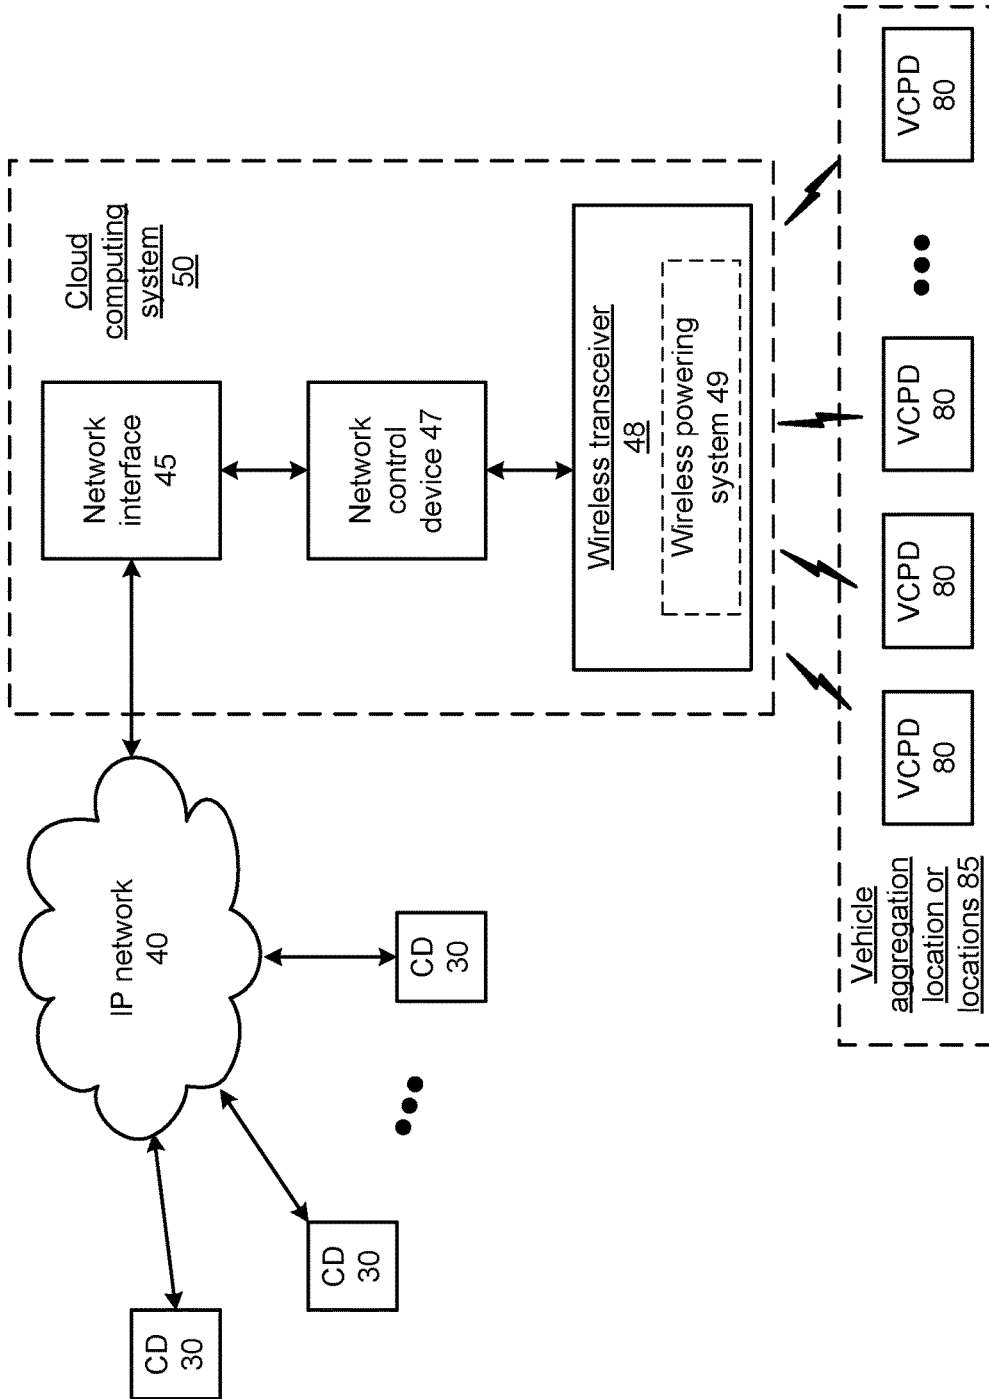 CD
30
CD
30
CD
30
IP network
40
Network
interface
45
Cloud
computing
system
50
Network
control
device 47
Wireless transceiver
48
Wireless powering
system 49
Vehicle
aggregation
location or
locations 85
VCPD
80
VCPD
80
VCPD
80
VCPD
80